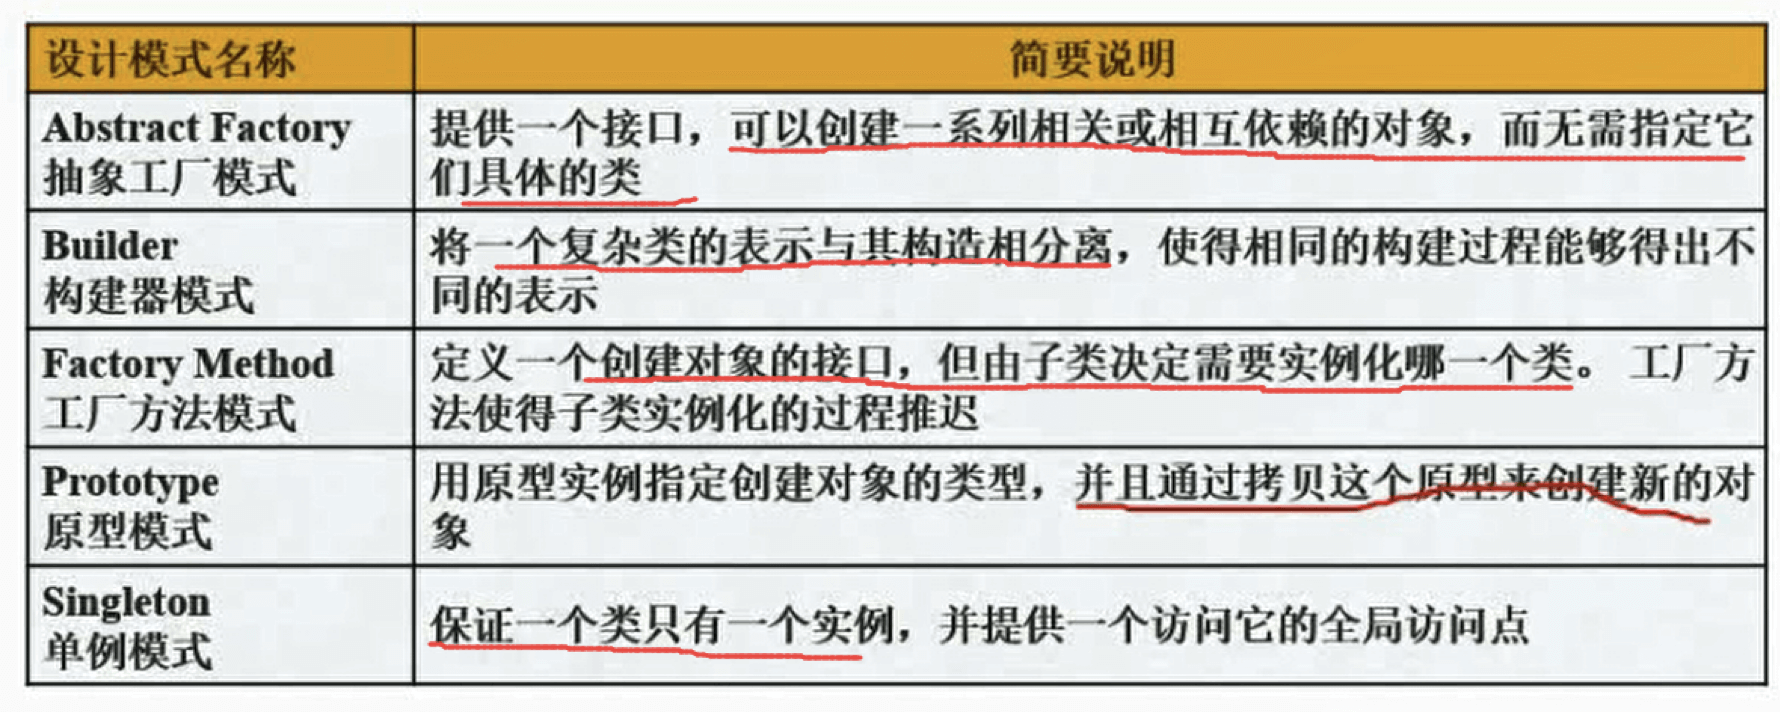 设计模式名称
简要说明
Abstract Factory
抽象工厂模式
提供一个接口，可以创建一系列相关或相互依赖的对象，而无需指定它
们具体的类
Builder
构建器模式
将一个复杂类的表示与其构造相分离，使得相同的构建过程能够得出不
同的表示
Factory Method
工厂方法模式
定义一个创建对象的接口，但由子类决定需要实例化哪一个类。工厂方
法使得子类实例化的过程推迟
Prototype
原型模式
用原型实例指定创建对象的类型，并且通过拷贝这个原型来创建新的对
象
Singleton
单例模式
保证一个类只有一个实例，并提供一个访问它的全局访问点